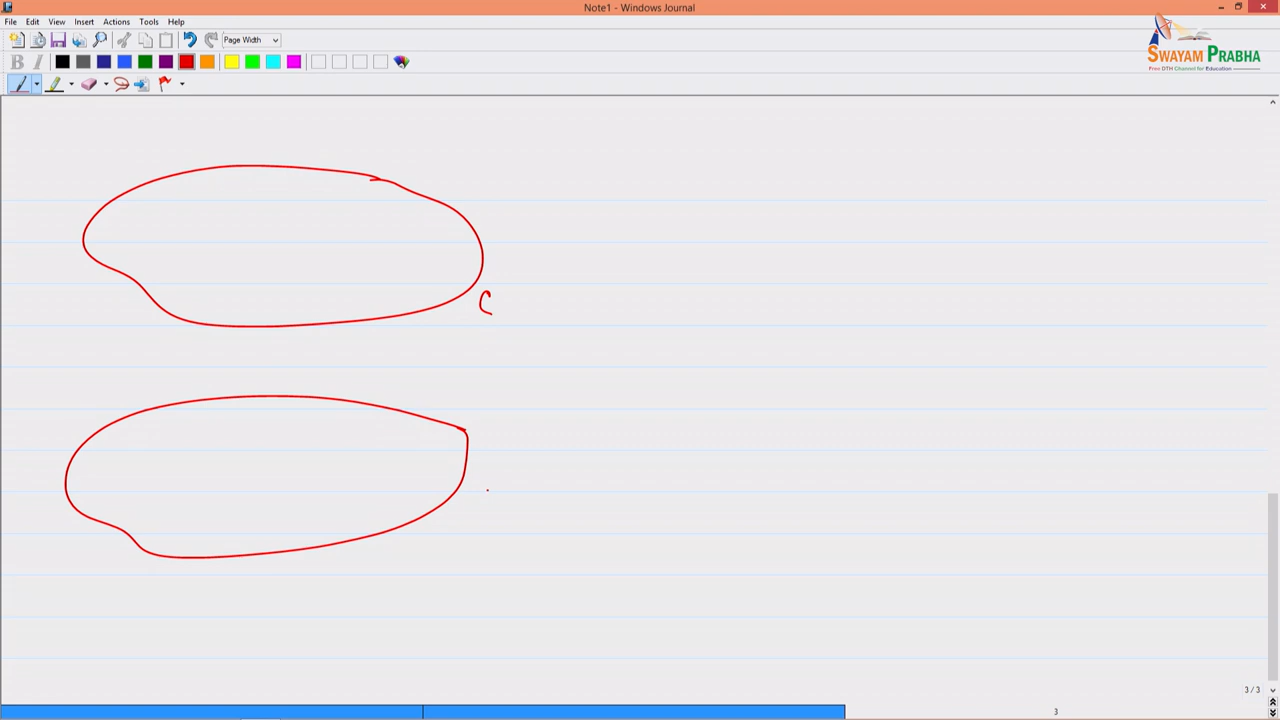 Note1 - Windows Journal
File Edit View Insert Actions Tools Help
Page Width
B I
SWAYAM PRABHA
Free DTH Channel for Education
C
3 / 3
3